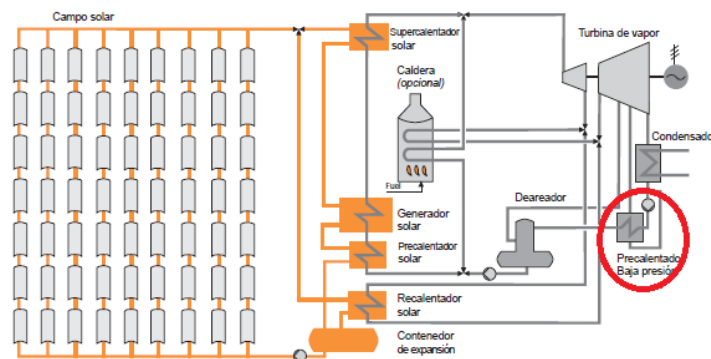 Campo solar
Supercalentador
solar
Turbina de vapor
Caldera
(opcional)
Condensado
Fuel
Deareador
Generador
solar
Precalentador
solar
Precalentado
Baja presión
Recalentador
solar
Contenedor
de expansión